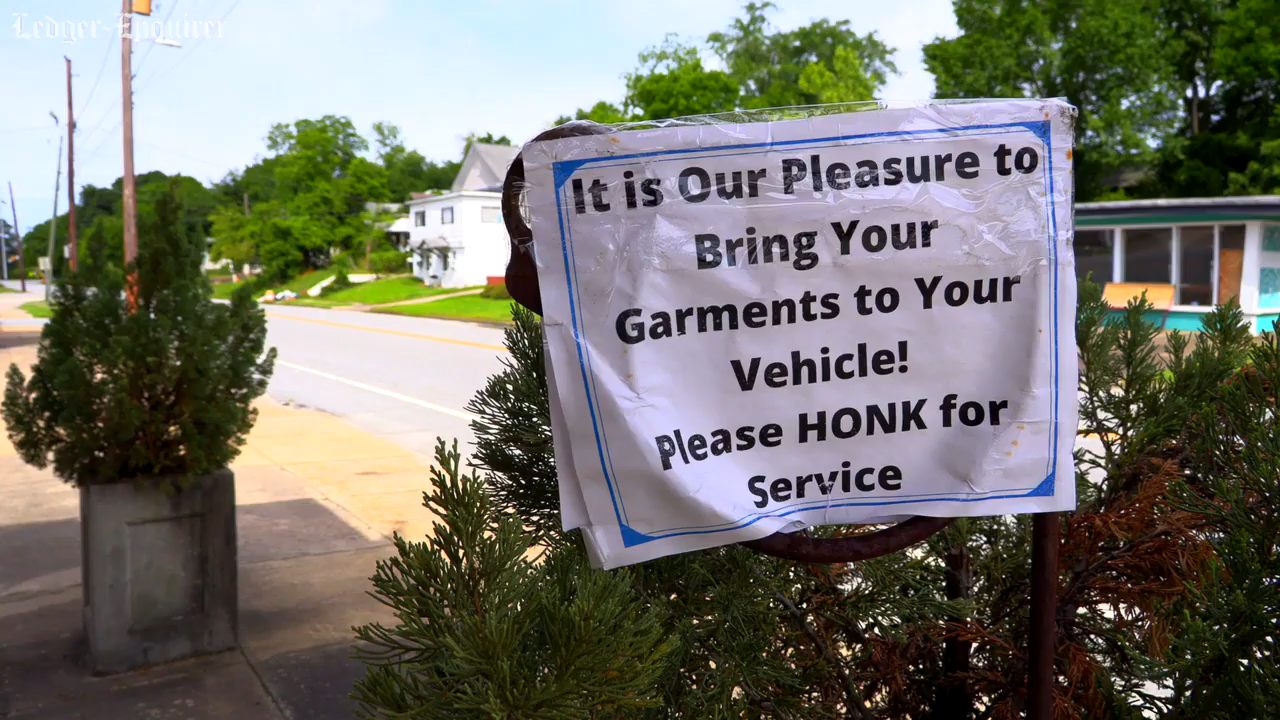 Ledger-Enquirer
It is Our Pleasure to
Bring Your
Garments to Your
Vehicle!
Please HONK for
Service